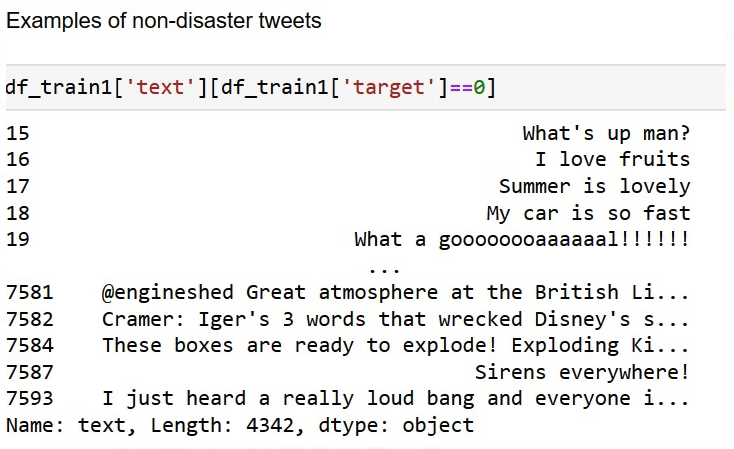 Examples of non-disaster tweets
df_train1['text'][df_train1['target']==0]
15 What's up man?
16 I love fruits
17 Summer is lovely
18 My car is so fast
19 What a goooooooaaaaaal!!!!!!
...
7581 @engineshed Great atmosphere at the British Li...
7582 Cramer: Iger's 3 words that wrecked Disney's s...
7584 These boxes are ready to explode! Exploding Ki...
7587 Sirens everywhere!
7593 I just heard a really loud bang and everyone i...
Name: text, Length: 4342, dtype: object